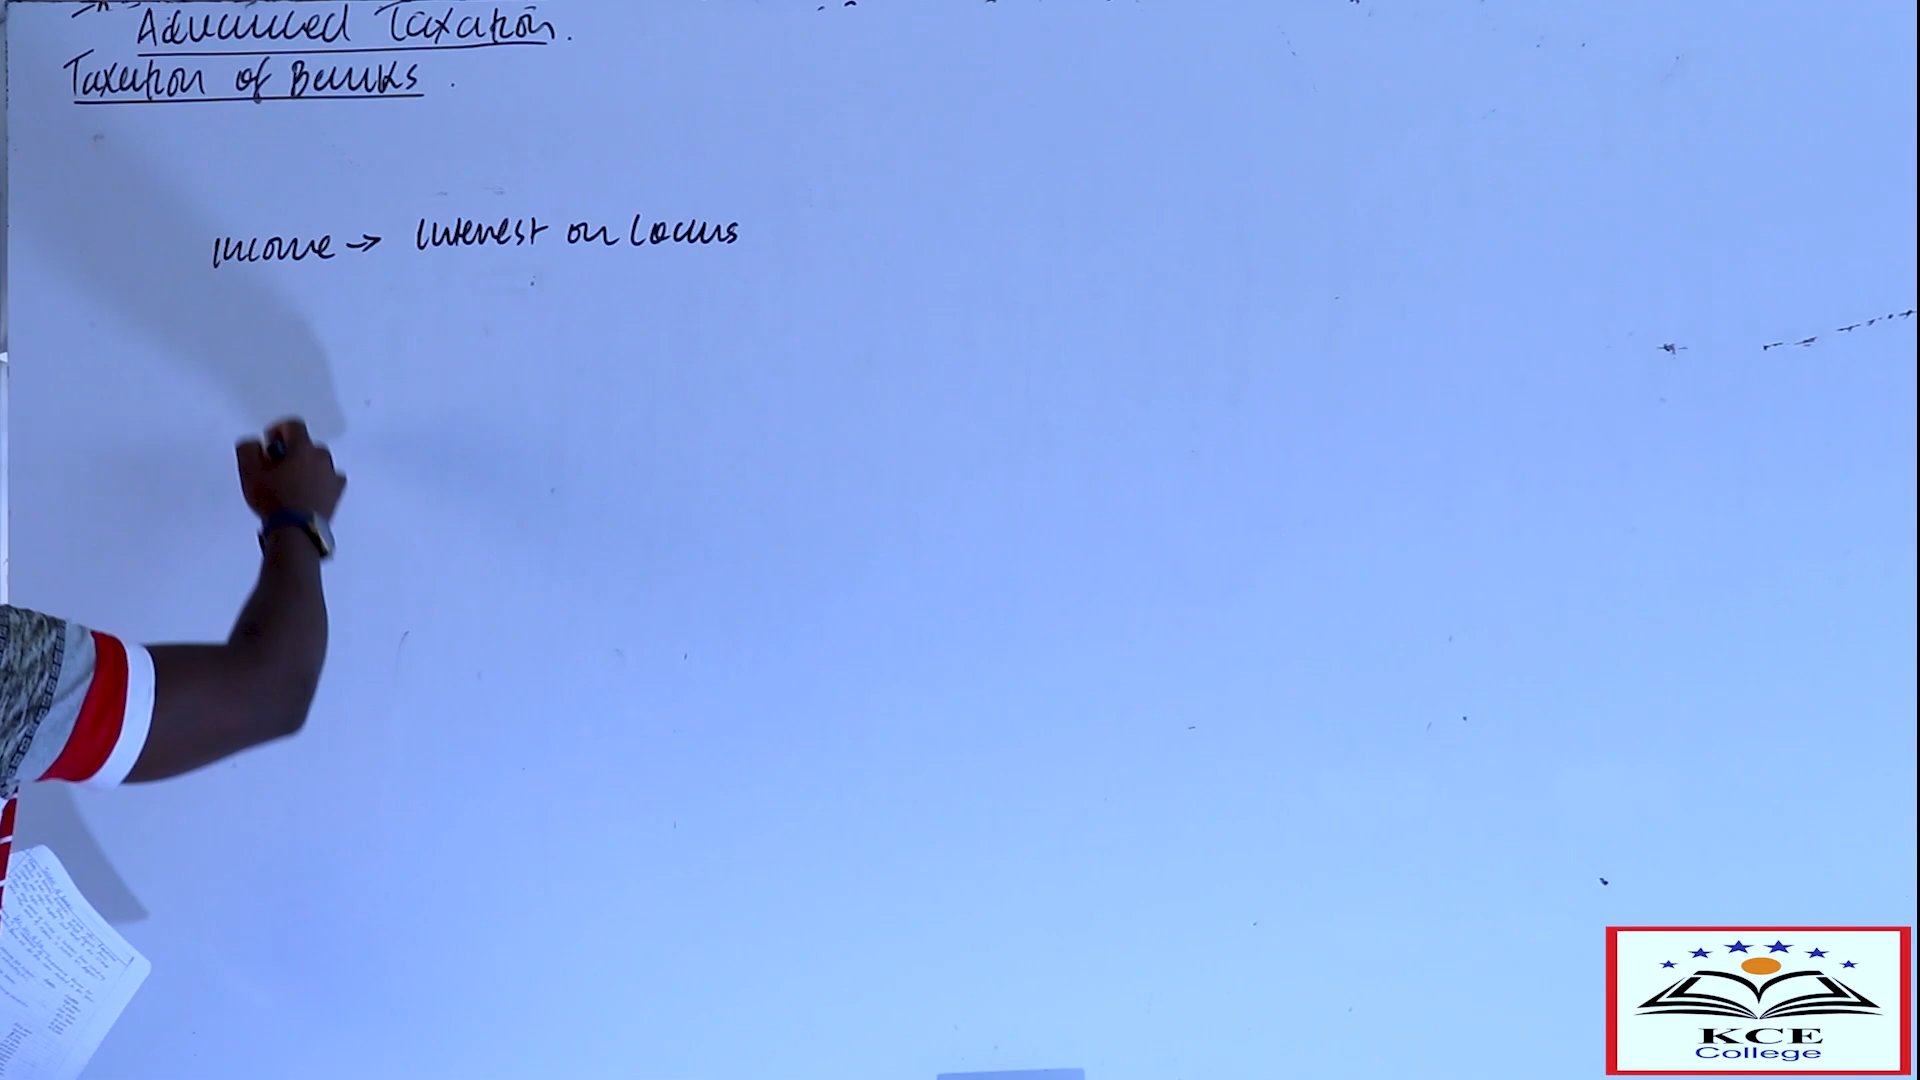 Advanced Taxation.
Taxation of Banks.
Income → Interest on Loans
KCE
College